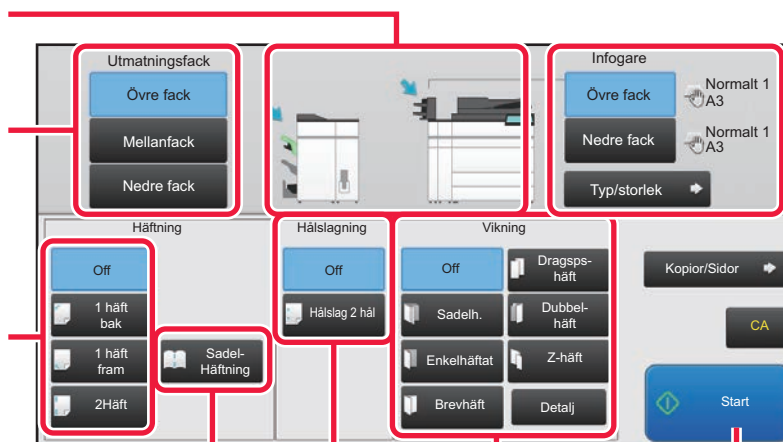 Utmatningsfack
Övre fack
Mellanfack
Nedre fack
Infogare
Övre fack
Normalt 1
A3
Nedre fack
Normalt 1
A3
Typ/storlek
Häftning
Off
1 häft
bak
1 häft
fram
2Häft
Sadel-
Häftning
Hålslagning
Off
Hålslag 2 hål
Vikning
Off
Dragsps-
häft
Sadelh.
Dubbel-
häft
Enkelhäftat
Z-häft
Brevhäft
Detalj
Kopior/Sidor
CA
Start